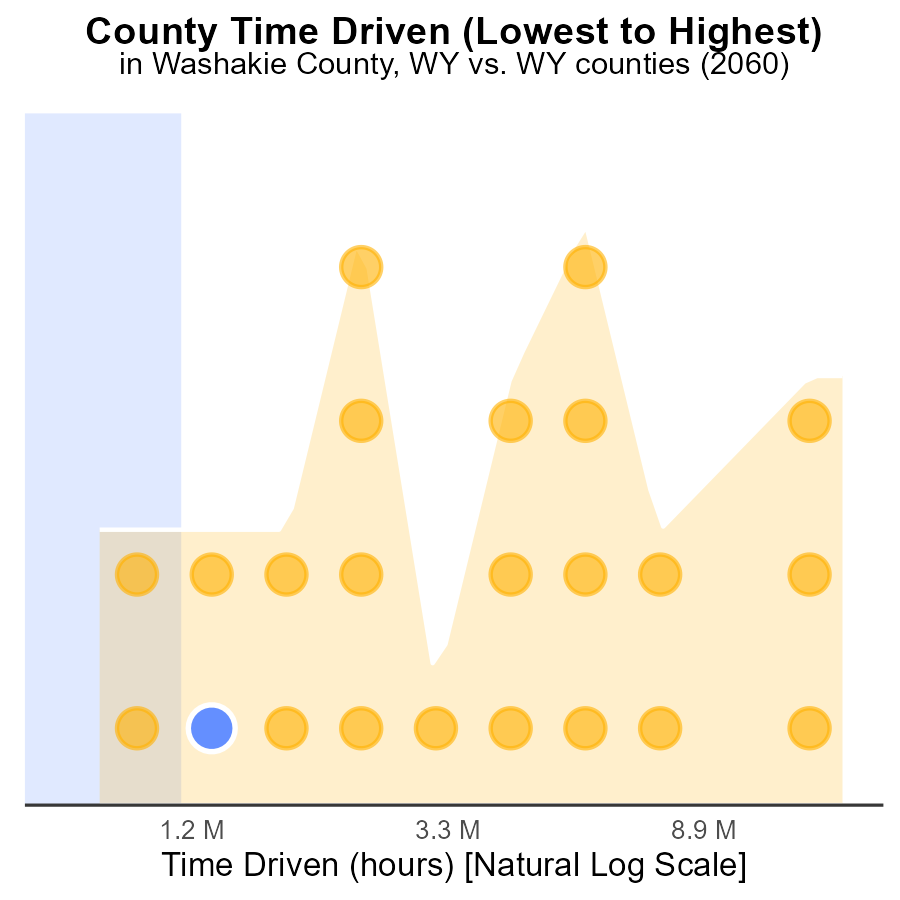 County Time Driven (Lowest to Highest)
in Washakie County, WY vs. WY counties (2060)
1.2 M
3.3 M
8.9 M
Time Driven (hours) [Natural Log Scale]